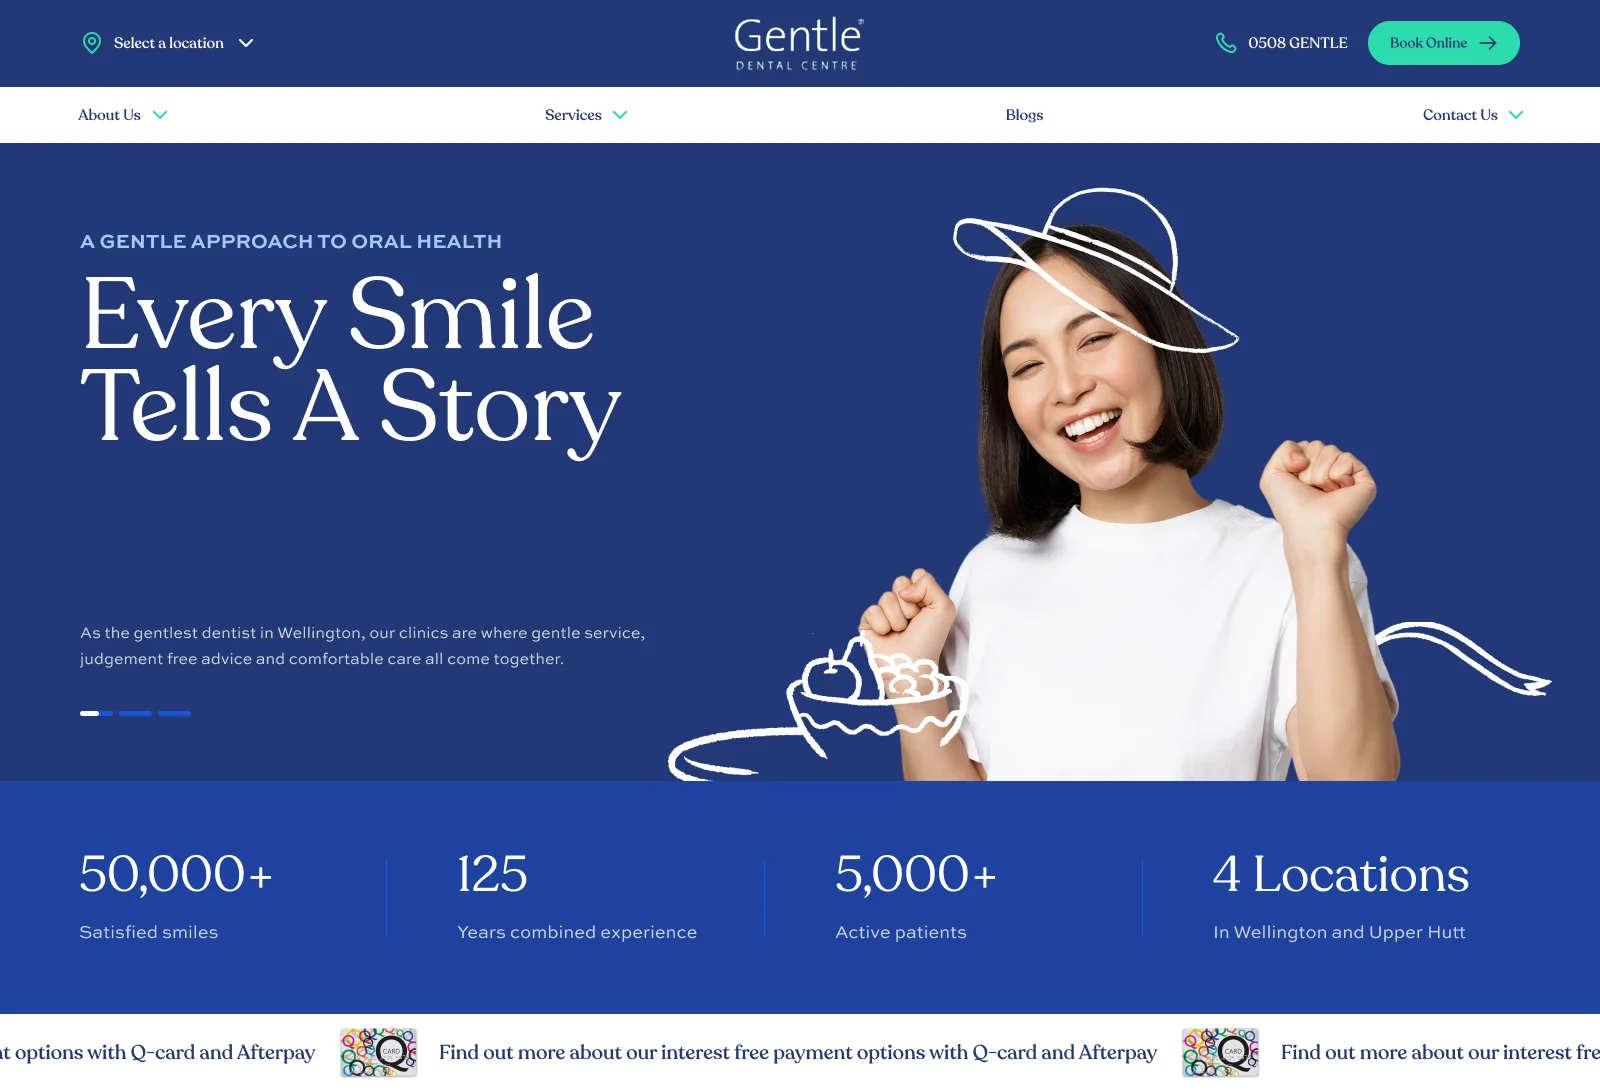 Select a location
Gentle®
DENTAL CENTRE
0508 GENTLE
Book Online
About Us
Services
Blogs
Contact Us
A GENTLE APPROACH TO ORAL HEALTH
Every Smile
Tells A Story
As the gentlest dentist in Wellington, our clinics are where gentle service,
judgement free advice and comfortable care all come together.
50,000+
Satisfied smiles
125
Years combined experience
5,000+
Active patients
4 Locations
In Wellington and Upper Hutt
options with Q-card and Afterpay
Q CARD
Find out more about our interest free payment options with Q-card and Afterpay
Q CARD
Find out more about our interest